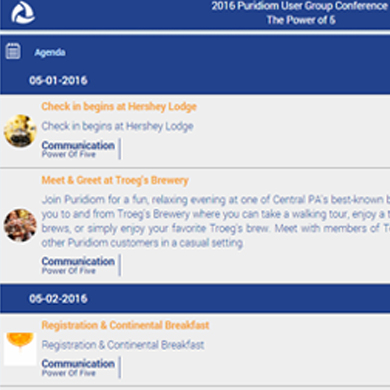 2016 Puridiom User Group Conference
The Power of 5
Agenda
05-01-2016
Check in begins at Hershey Lodge
Check in begins at Hershey Lodge
Communication
Power Of Five
Meet & Greet at Troeg's Brewery
Join Puridiom for a fun, relaxing evening at one of Central PA's best-known b
you to and from Troeg's Brewery where you can take a walking tour, enjoy a t
brews, or simply enjoy your favorite Troeg's brew. Meet with members of T
other Puridiom customers in a casual setting.
Communication
Power Of Five
05-02-2016
Registration & Continental Breakfast
Registration & Continental Breakfast
Communication
Power Of Five